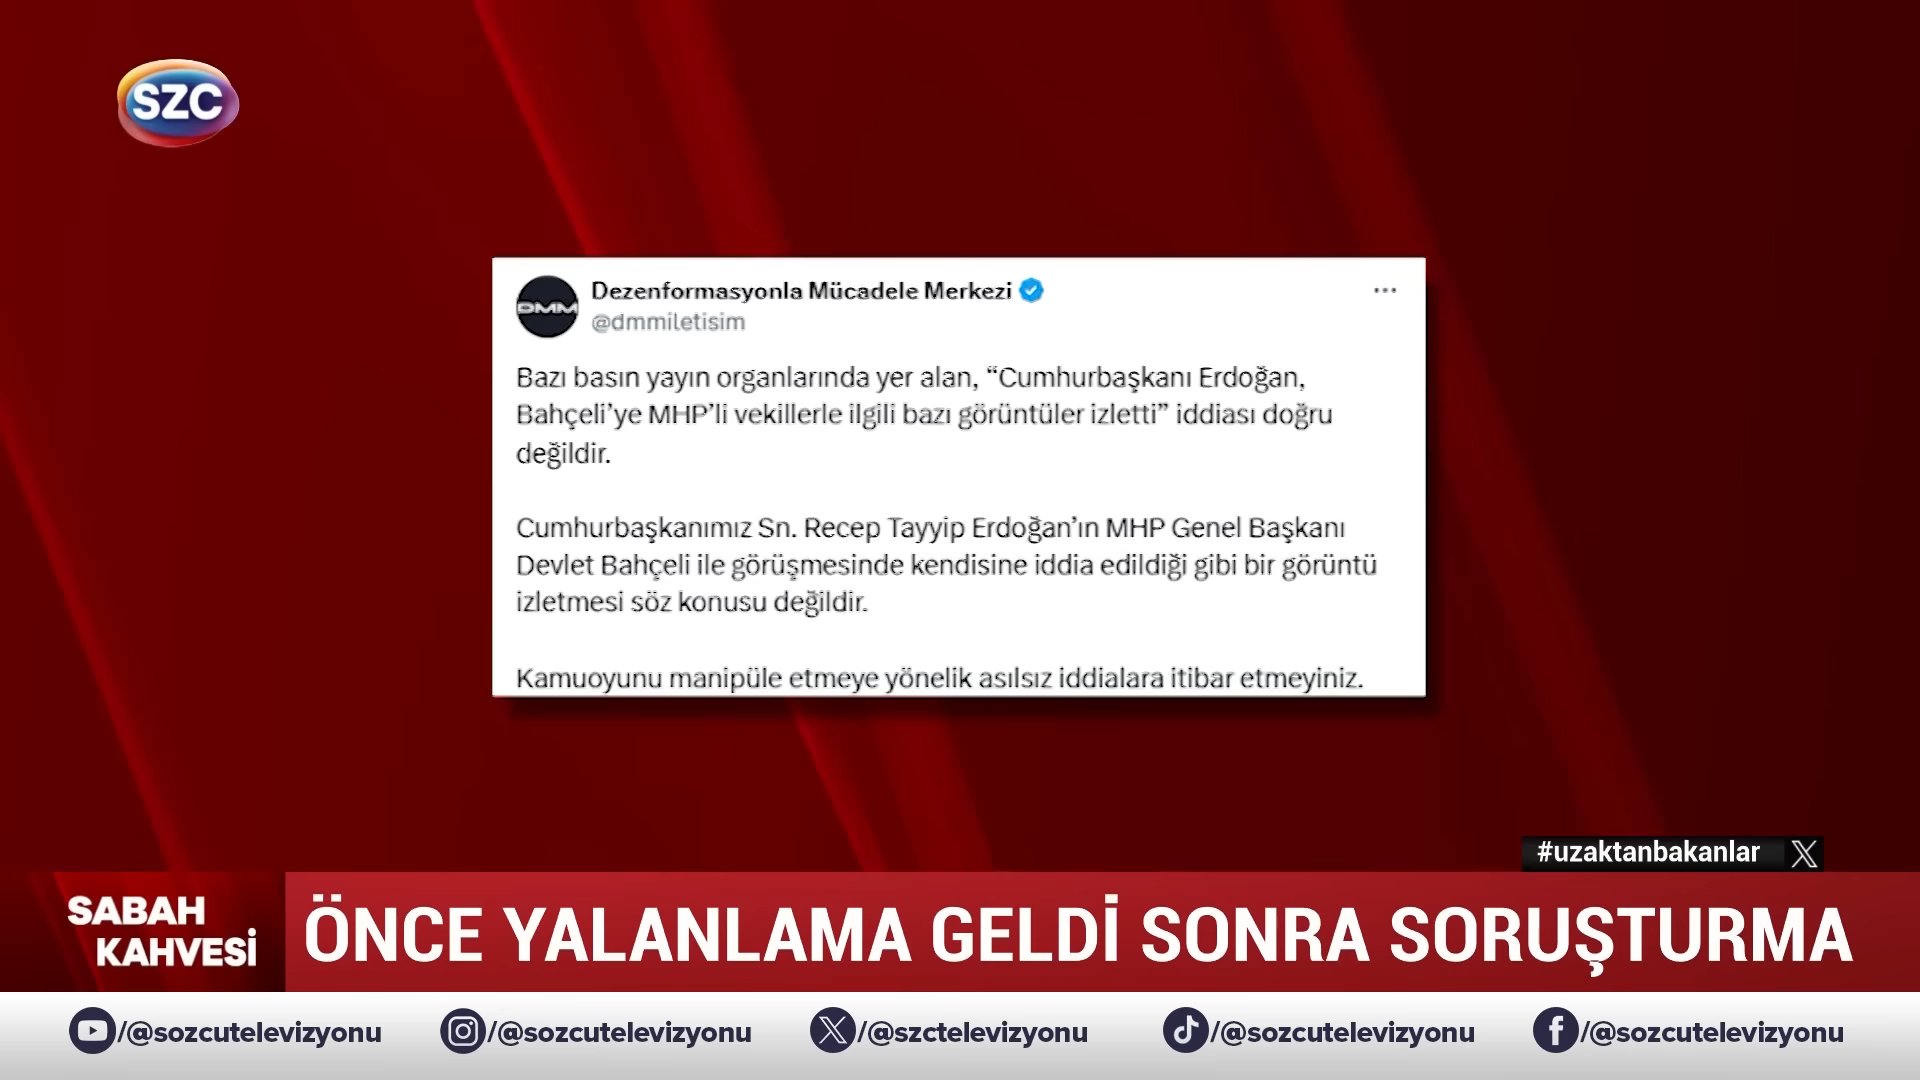 SZC
DMM
Dezenformasyonla Mücadele Merkezi
@dmmiletisim
Bazı basın yayın organlarında yer alan, “Cumhurbaşkanı Erdoğan,
Bahçeli’ye MHP’li vekillerle ilgili bazı görüntüler izletti” iddiası doğru
değildir.
Cumhurbaşkanımız Sn. Recep Tayyip Erdoğan’ın MHP Genel Başkanı
Devlet Bahçeli ile görüşmesinde kendisine iddia edildiği gibi bir görüntü
izletmesi söz konusu değildir.
Kamuoyunu manipüle etmeye yönelik asılsız iddialara itibar etmeyiniz.
#uzaktanbakanlar
SABAH
KAHVESİ
ÖNCE YALANLAMA GELDİ SONRA SORUŞTURMA
/@sozcutelevizyonu /@sozcutelevizyonu /@szctelevizyonu /@sozcutelevizyonu /@sozcutelevizyonu